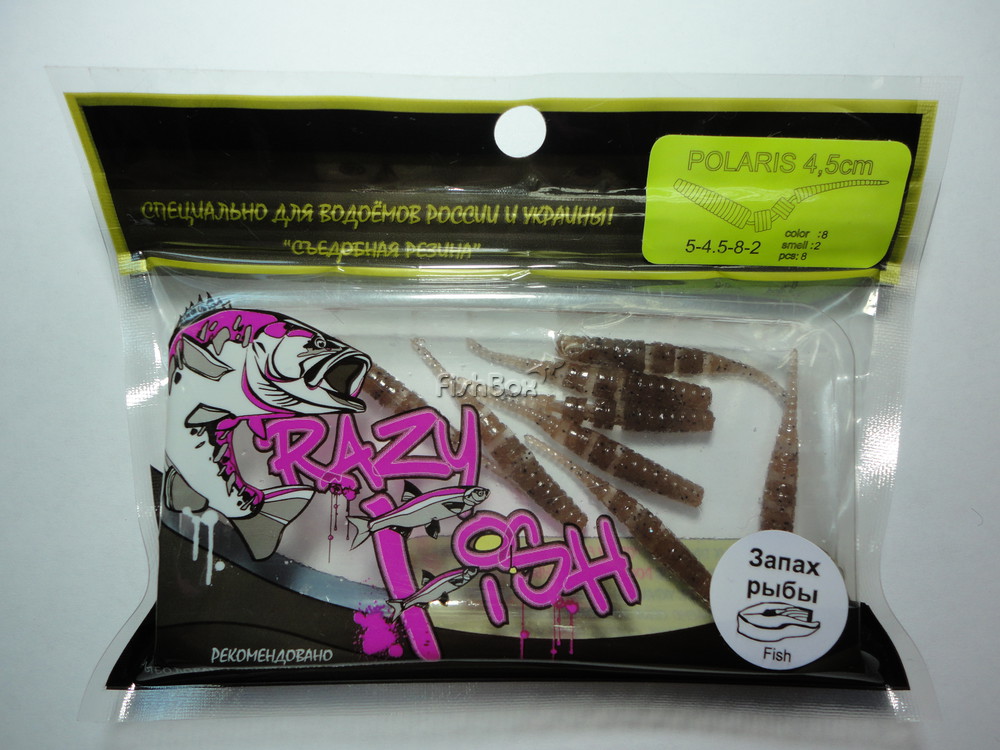 POLARIS 4,5cm
СПЕЦИАЛЬНО ДЛЯ ВОДОЁМОВ РОССИИ И УКРАИНЫ!
"СЪЕДОБНАЯ РЕЗИНА"
5-4.5-8-2
color :8
smell :2
pcs: 8
FishBox
RAZY
FISH
Запах
рыбы
Fish
РЕКОМЕНДОВАНО